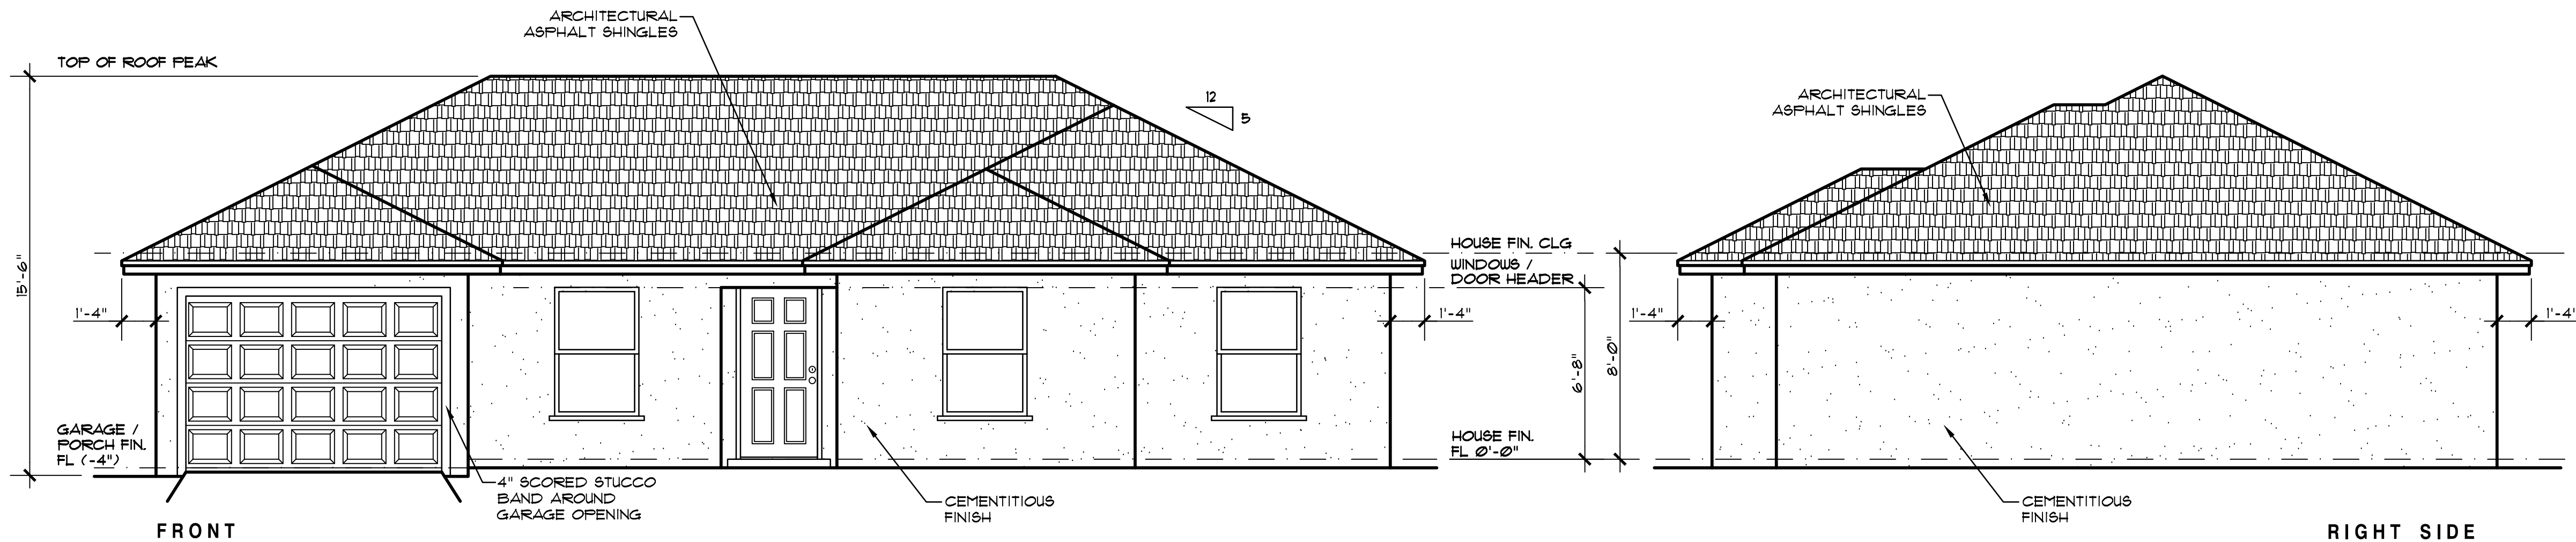 ARCHITECTURAL
ASPHALT SHINGLES
TOP OF ROOF PEAK
12
5
15'-6"
1'-4"
GARAGE /
PORCH FIN.
FL (-4")
4" SCORED STUCCO
BAND AROUND
GARAGE OPENING
CEMENTITIOUS
FINISH
1'-4"
HOUSE FIN. CLG
WINDOWS /
DOOR HEADER
HOUSE FIN.
FL 0'-0"
6'-8"
8'-0"
FRONT
ARCHITECTURAL
ASPHALT SHINGLES
1'-4"
1'-4"
CEMENTITIOUS
FINISH
RIGHT SIDE